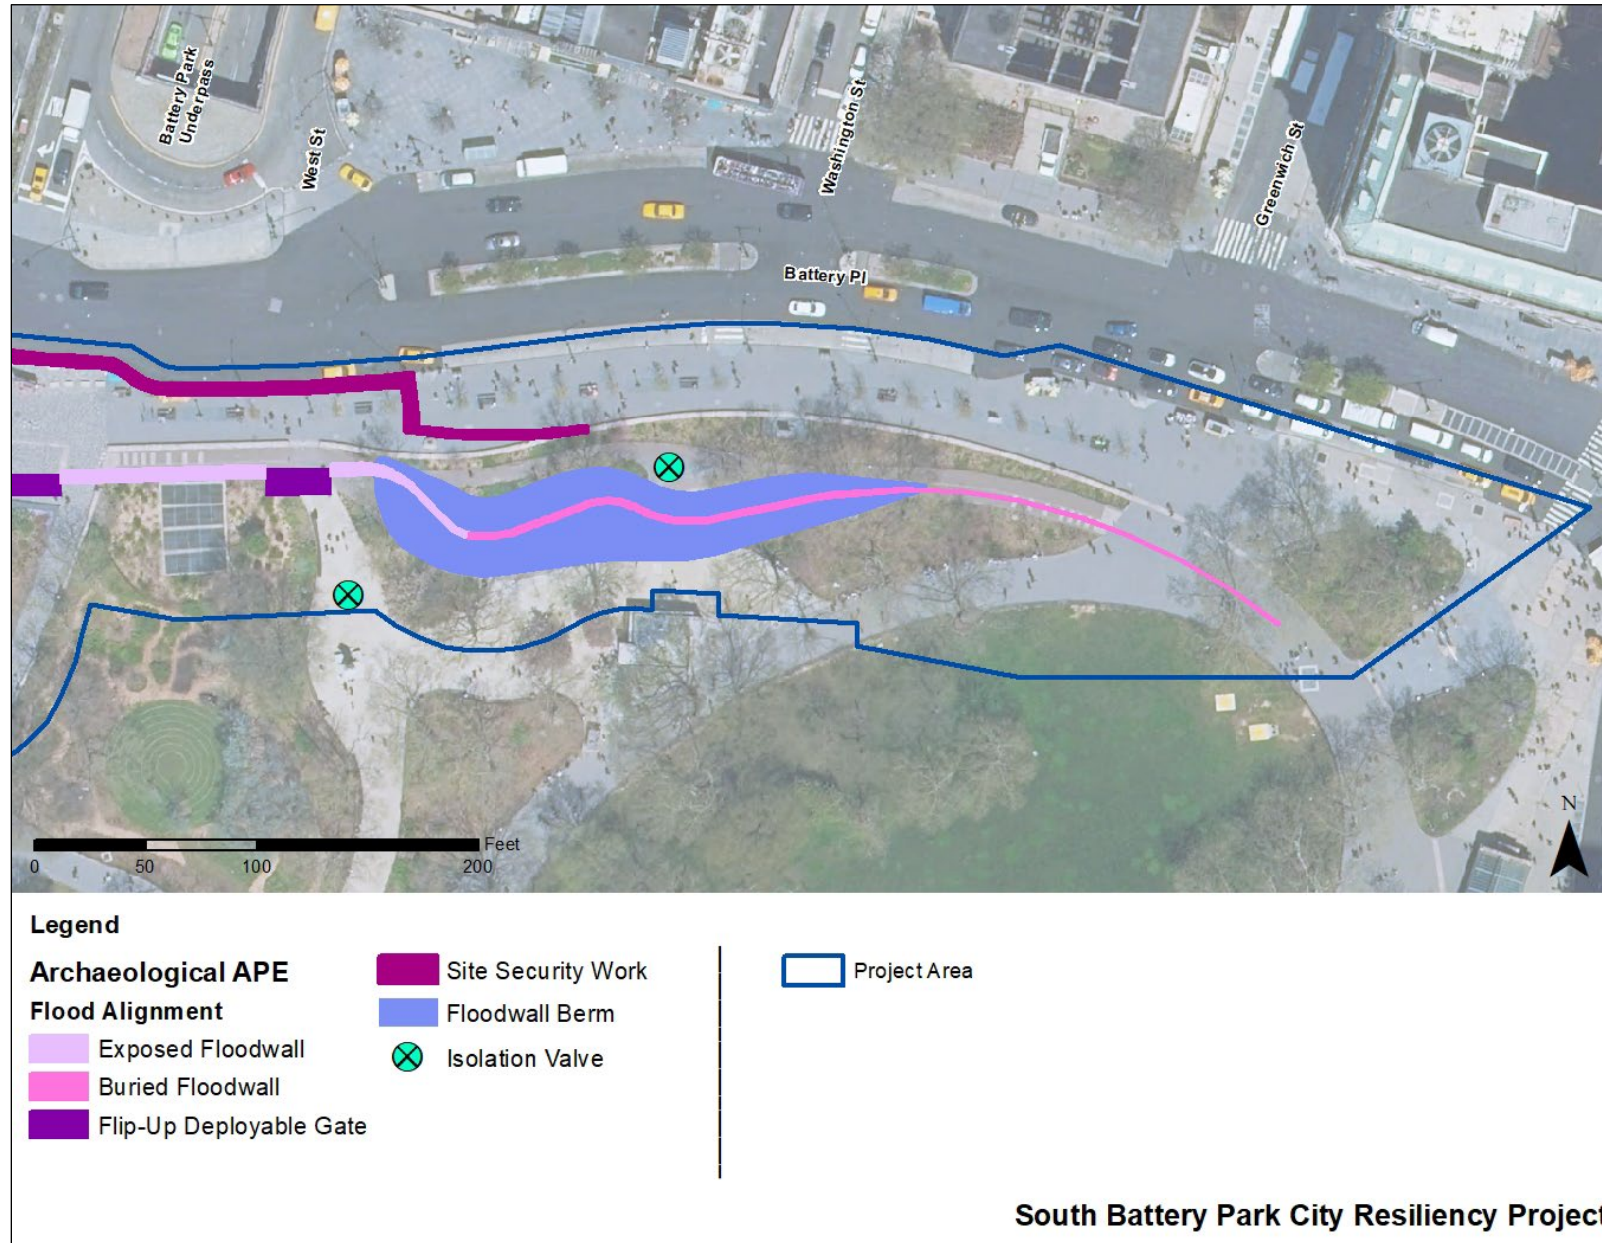 Battery Park
Underpass
West St
Washington St
Greenwich St
Battery Pl
N
Feet
0 50 100 200
Legend
Archaeological APE
Flood Alignment
Exposed Floodwall
Buried Floodwall
Flip-Up Deployable Gate
Site Security Work
Floodwall Berm
Isolation Valve
Project Area
South Battery Park City Resiliency Project